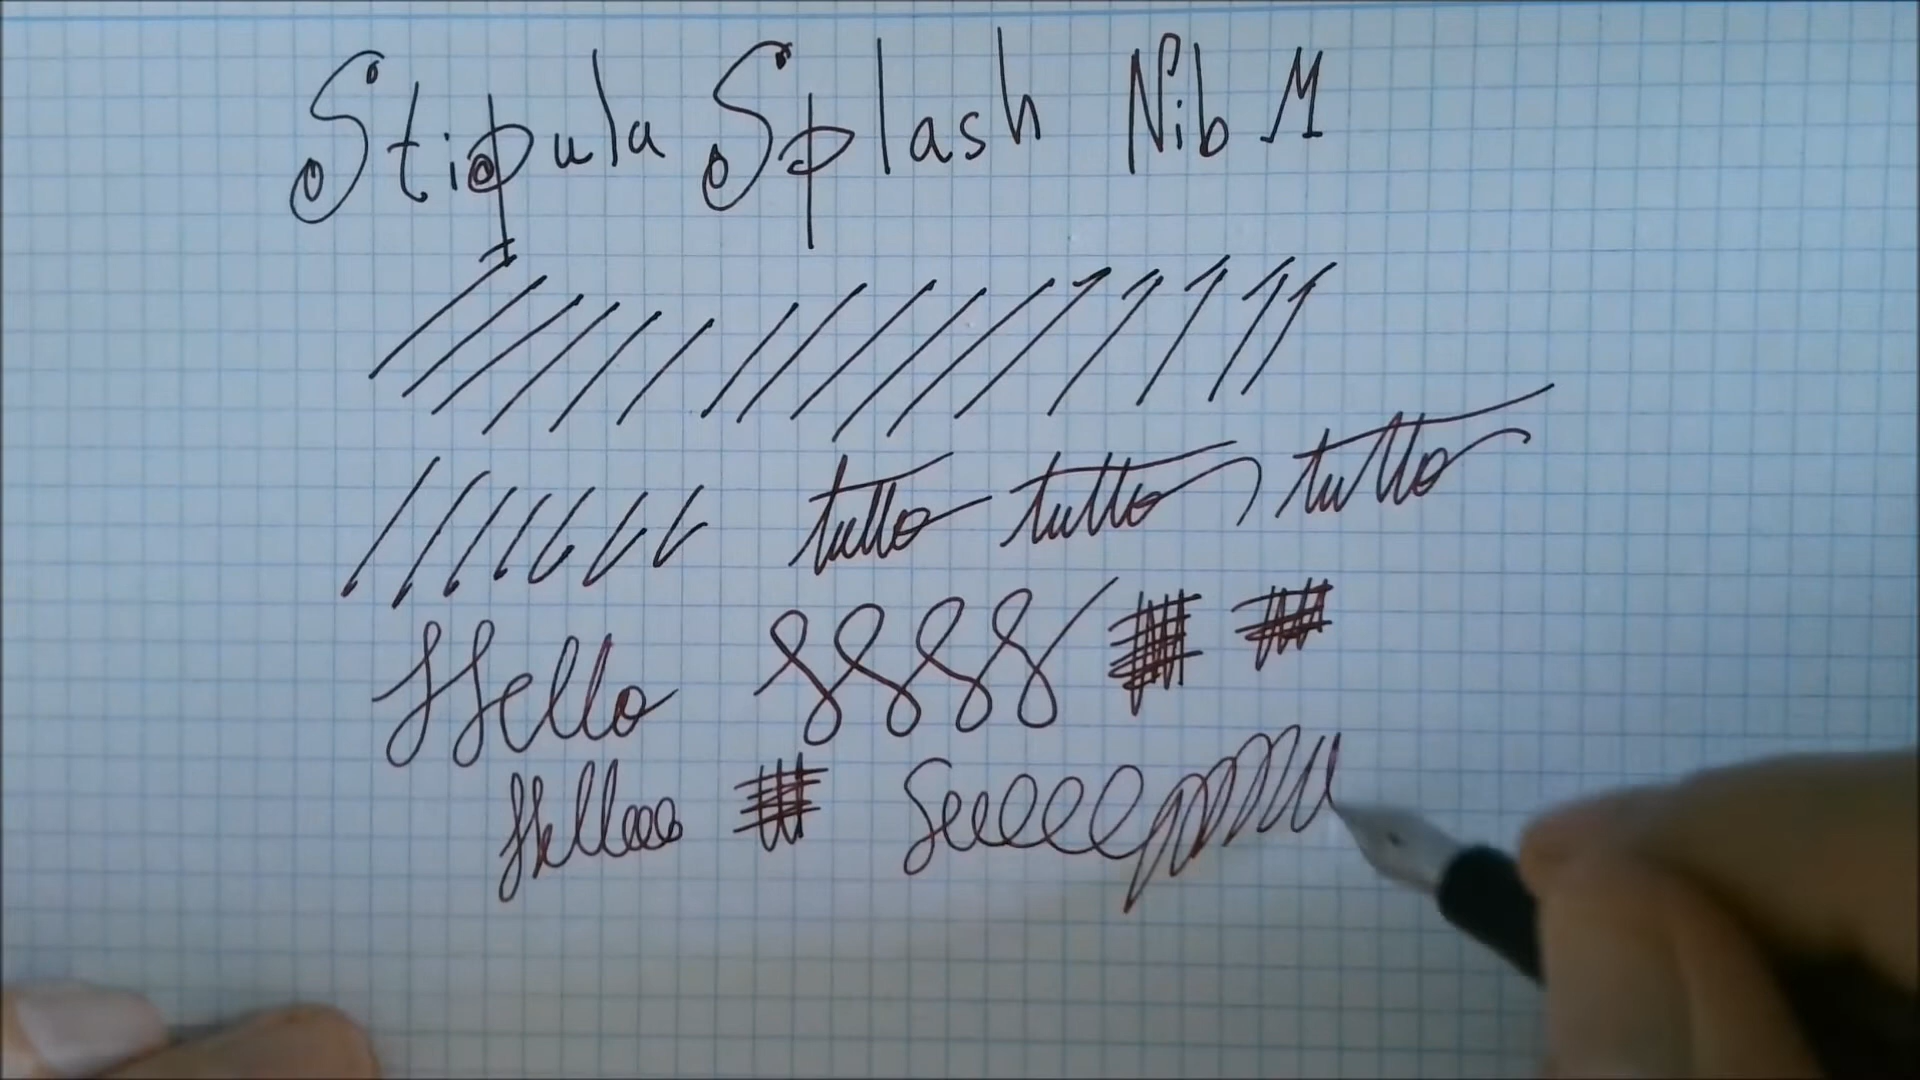 Stipula Splash Nib M
tutto tutto tutto
Hello 8888 # #
Hellooo #